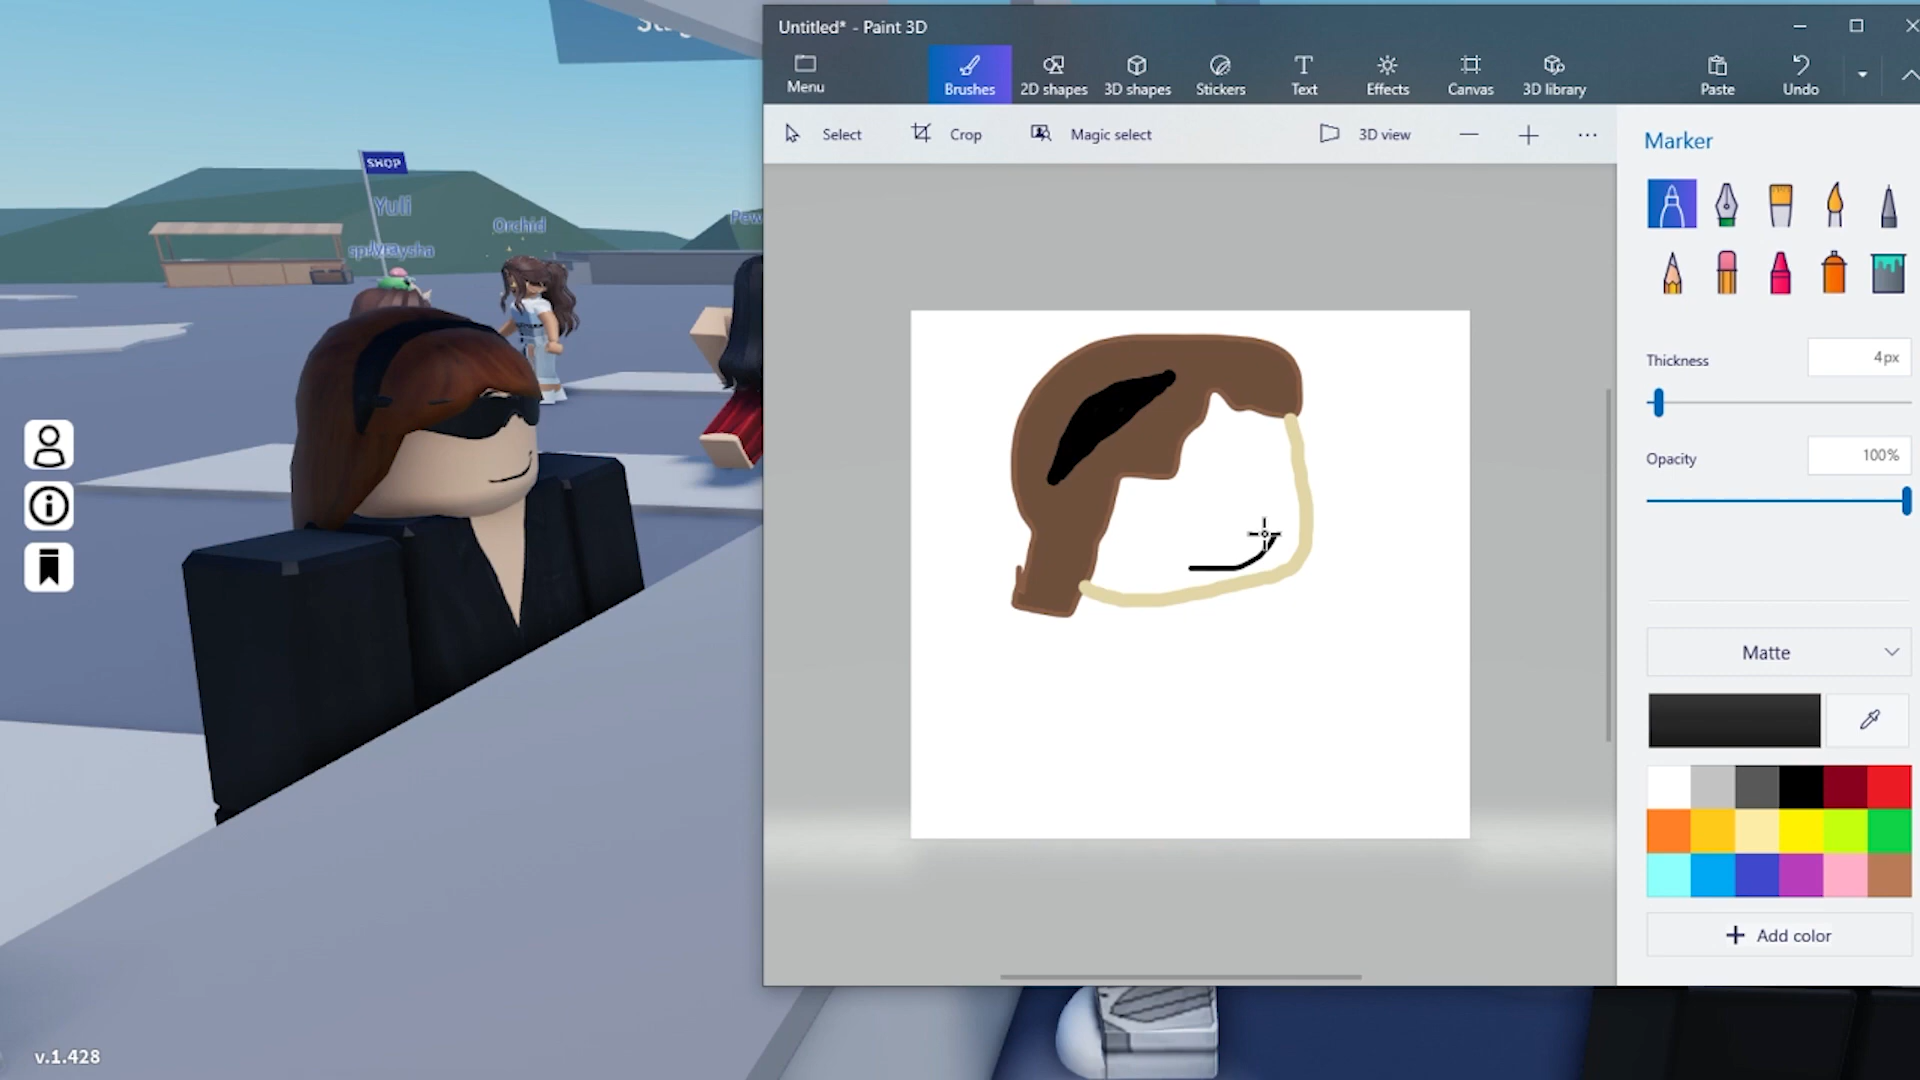 Untitled* - Paint 3D
Menu
Brushes
2D shapes
3D shapes
Stickers
Text
Effects
Canvas
3D library
Paste
Undo
Select
Crop
Magic select
3D view
Marker
Thickness
4px
Opacity
100%
Matte
Add color
SHOP
Yuli
Orchid
v.1.428